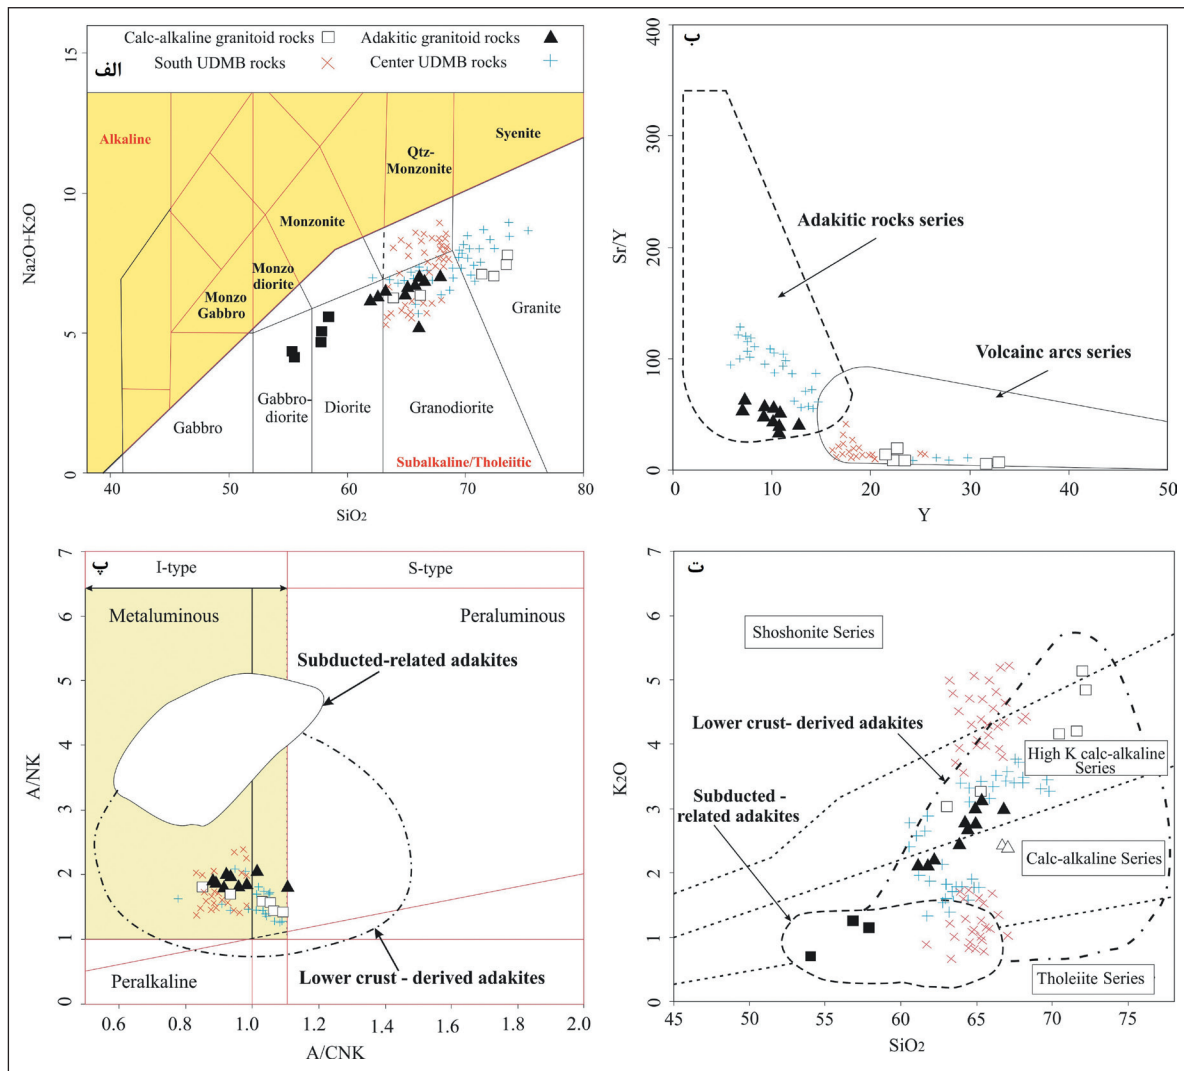 Calc-alkaline granitoid rocks
Adakitic granitoid rocks
South UDMB rocks
Center UDMB rocks
الف
15
10
5
0
Na2O+K2O
Alkaline
Syenite
Qtz-
Monzonite
Monzonite
Monzo
diorite
Monzo
Gabbro
Gabbro
Gabbro-
diorite
Diorite
Granodiorite
Granite
Subalkaline/Tholeiitic
40
50
60
70
80
SiO2
ب
400
300
200
100
0
Sr/Y
Adakitic rocks series
Volcainc arcs series
0
10
20
30
40
50
Y
پ
7
6
5
4
3
2
1
0
A/NK
I-type
S-type
Metaluminous
Peraluminous
Subducted-related adakites
Lower crust - derived adakites
Peralkaline
0.6
0.8
1.0
1.2
1.4
1.6
1.8
2.0
A/CNK
ت
7
6
5
4
3
2
1
0
K2O
Shoshonite Series
Lower crust- derived adakites
High K calc-alkaline
Series
Subducted -
related adakites
Calc-alkaline Series
Tholeiite Series
45
50
55
60
65
70
75
SiO2